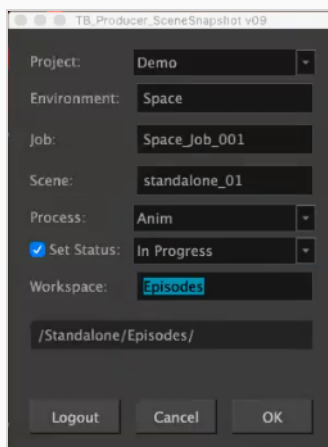 TB_Producer_SceneSnapshot v09
Project: Demo
Environment: Space
Job: Space_Job_001
Scene: standalone_01
Process: Anim
Set Status: In Progress
Workspace: Episodes
/Standalone/Episodes/
Logout Cancel OK